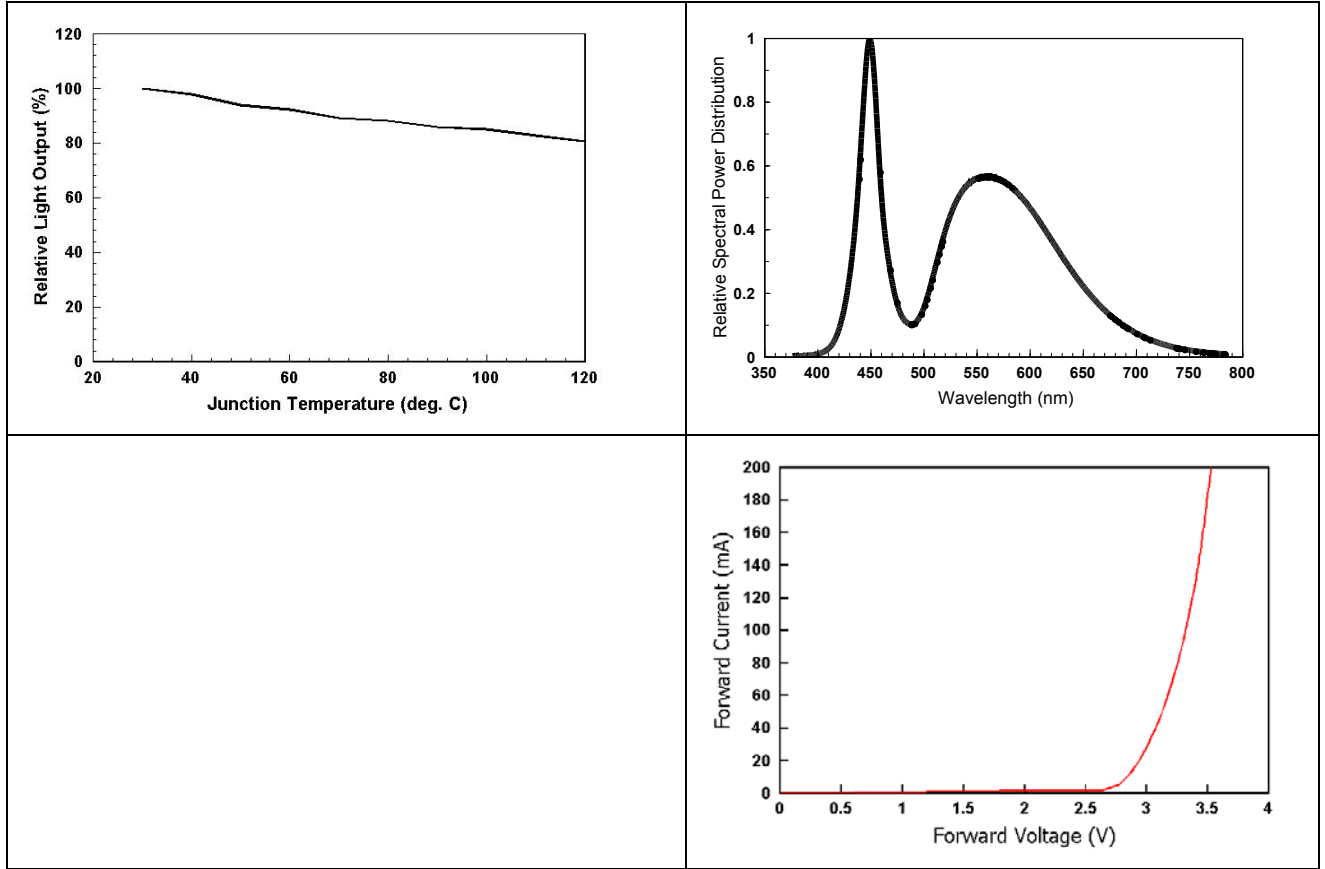 120
100
80
60
40
20
0
20 40 60 80 100 120
Relative Light Output (%)
Junction Temperature (deg. C)
1
0.8
0.6
0.4
0.2
0
350 400 450 500 550 600 650 700 750 800
Relative Spectral Power Distribution
Wavelength (nm)
200
180
160
140
120
100
80
60
40
20
0
0 0.5 1 1.5 2 2.5 3 3.5 4
Forward Current (mA)
Forward Voltage (V)